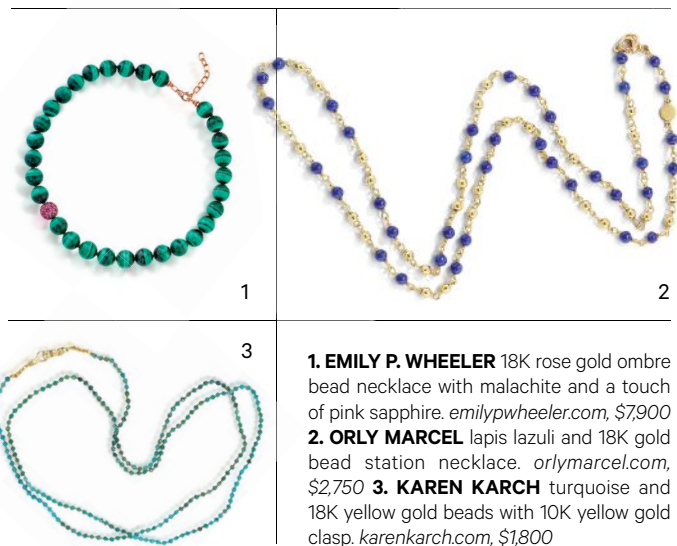 1
2
3
1. EMILY P. WHEELER 18K rose gold ombre
bead necklace with malachite and a touch
of pink sapphire. emilypwheeler.com, $7,900
2. ORLY MARCEL lapis lazuli and 18K gold
bead station necklace. orlymarcel.com,
$2,750 3. KAREN KARCH turquoise and
18K yellow gold beads with 10K yellow gold
clasp. karenkarch.com, $1,800